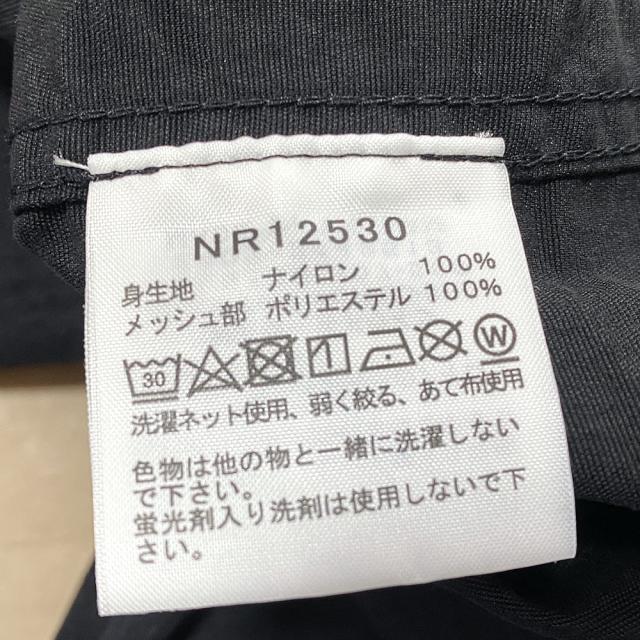 NR12530
身生地 ナイロン 100%
メッシュ部 ポリエステル 100%
30 W
洗濯ネット使用、弱く絞る、あて布使用
色物は他の物と一緒に洗濯しない
で下さい。
蛍光剤入り洗剤は使用しないで下
さい。